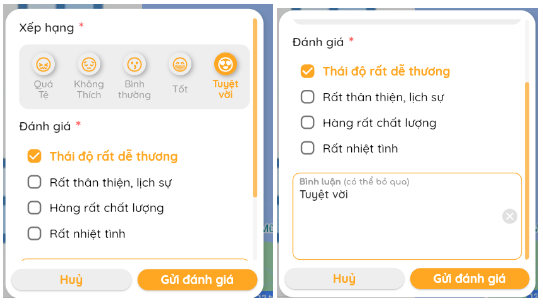 Xếp hạng *
Quá
Tệ
Không
Thích
Bình
thường
Tốt
Tuyệt
vời
Đánh giá *
Thái độ rất dễ thương
Rất thân thiện, lịch sự
Hàng rất chất lượng
Rất nhiệt tình
Huỷ
Gửi đánh giá
Đánh giá *
Thái độ rất dễ thương
Rất thân thiện, lịch sự
Hàng rất chất lượng
Rất nhiệt tình
Bình luận (có thể bỏ qua)
Tuyệt vời
Huỷ
Gửi đánh giá